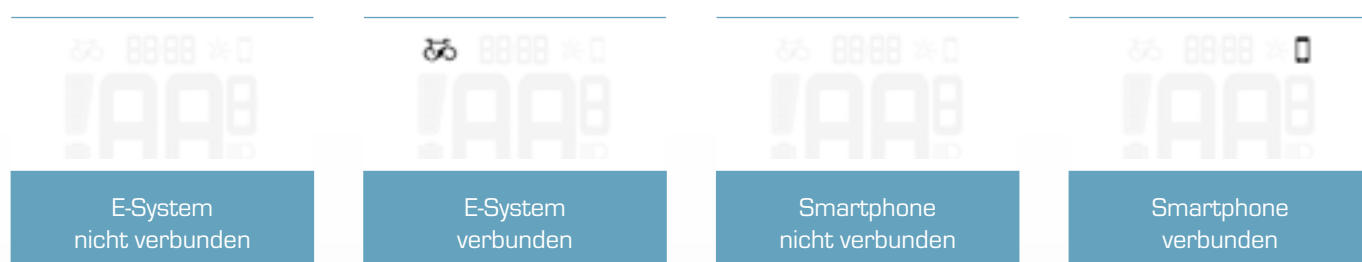 E-System
nicht verbunden
E-System
verbunden
Smartphone
nicht verbunden
Smartphone
verbunden